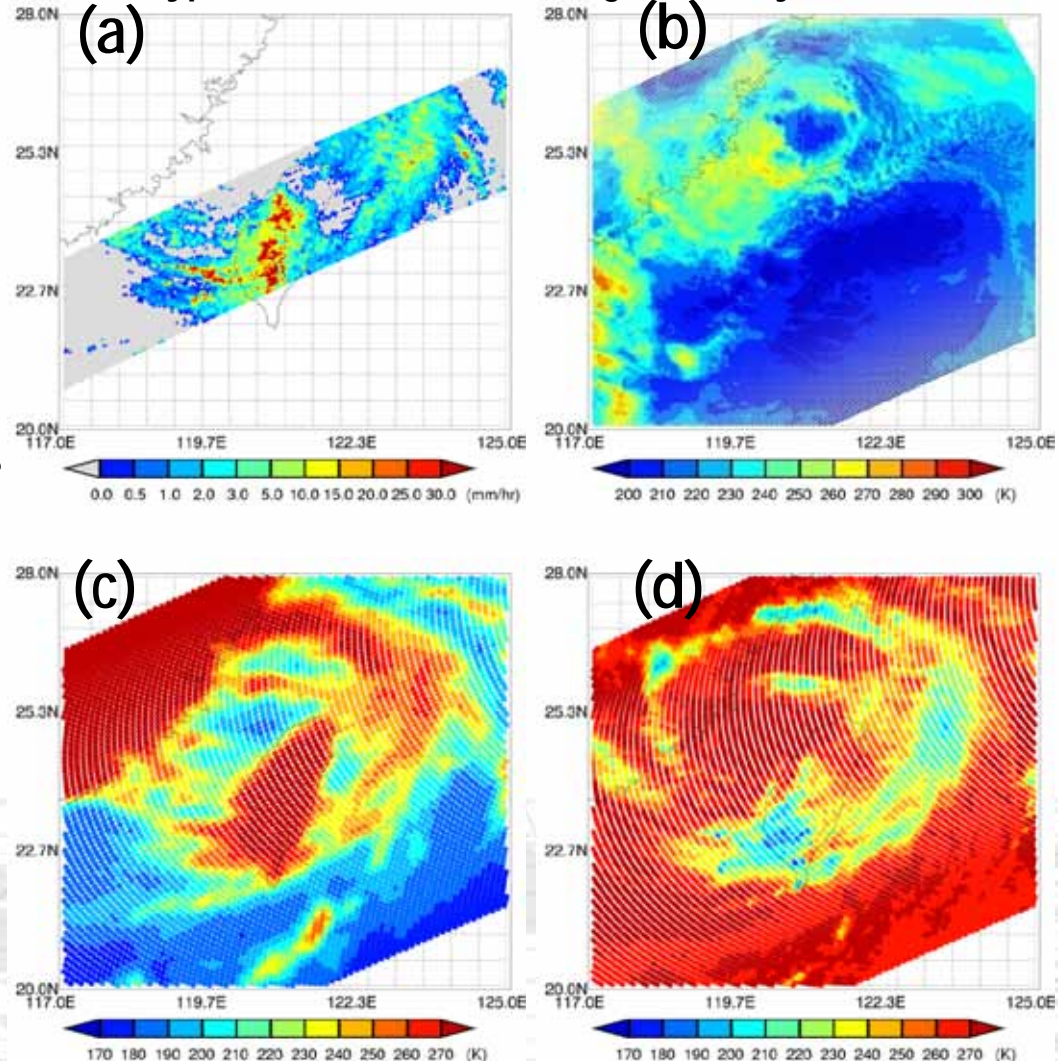 (a)
(b)
28.0N
25.3N
22.7N
20.0N
117.0E 119.7E 122.3E 125.0E
0.0 0.5 1.0 2.0 3.0 5.0 10.0 15.0 20.0 25.0 30.0 (mm/hr)
28.0N
25.3N
22.7N
20.0N
117.0E 119.7E 122.3E 125.0E
200 210 220 230 240 250 260 270 280 290 300 (K)
(c)
(d)
28.0N
25.3N
22.7N
20.0N
117.0E 119.7E 122.3E 125.0E
170 180 190 200 210 220 230 250 260 270 (K)
28.0N
25.3N
22.7N
20.0N
117.0E 119.7E 122.3E 125.0E
170 180 190 200 210 220 230 250 260 270 (K)